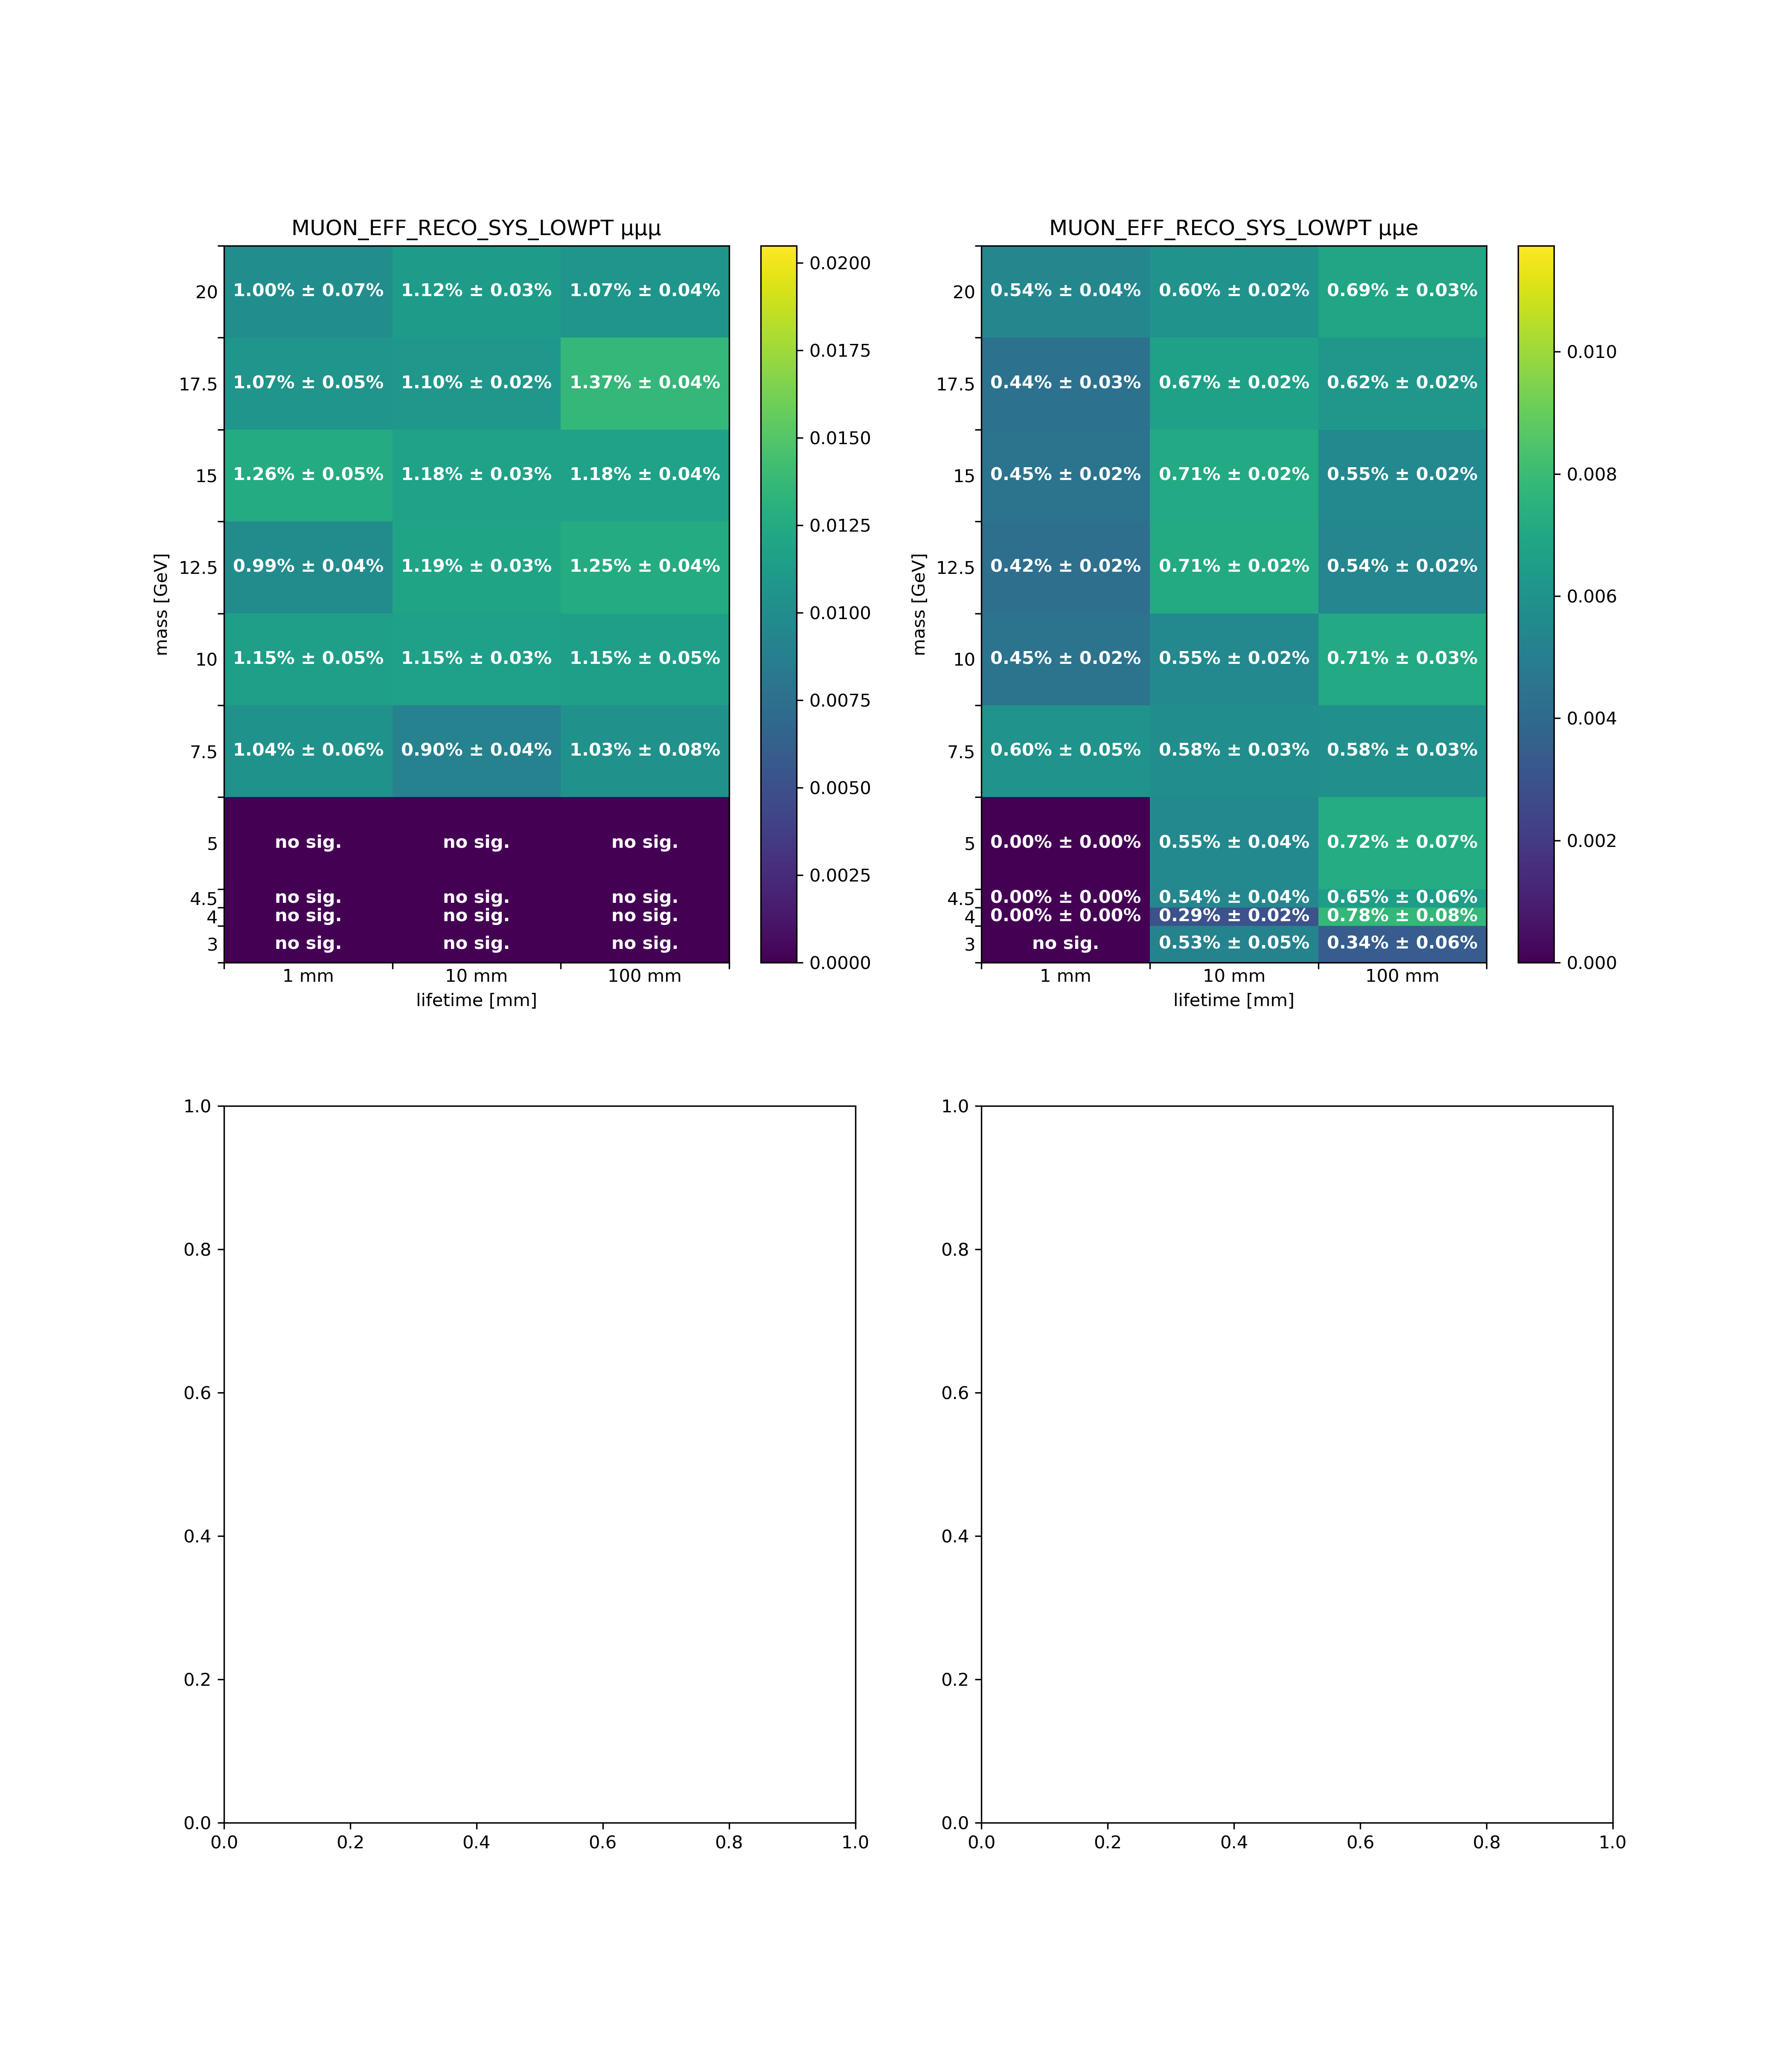 MUON_EFF_RECO_SYS_LOWPT μμμ
mass [GeV]
20
1.00% ± 0.07% 1.12% ± 0.03% 1.07% ± 0.04%
17.5
1.07% ± 0.05% 1.10% ± 0.02% 1.37% ± 0.04%
15
1.26% ± 0.05% 1.18% ± 0.03% 1.18% ± 0.04%
12.5
0.99% ± 0.04% 1.19% ± 0.03% 1.25% ± 0.04%
10
1.15% ± 0.05% 1.15% ± 0.03% 1.15% ± 0.05%
7.5
1.04% ± 0.06% 0.90% ± 0.04% 1.03% ± 0.08%
5
no sig. no sig. no sig.
4.5
no sig. no sig. no sig.
4
no sig. no sig. no sig.
3
no sig. no sig. no sig.
1 mm 10 mm 100 mm
lifetime [mm]
0.0200
0.0175
0.0150
0.0125
0.0100
0.0075
0.0050
0.0025
0.0000
MUON_EFF_RECO_SYS_LOWPT μμe
mass [GeV]
20
0.54% ± 0.04% 0.60% ± 0.02% 0.69% ± 0.03%
17.5
0.44% ± 0.03% 0.67% ± 0.02% 0.62% ± 0.02%
15
0.45% ± 0.02% 0.71% ± 0.02% 0.55% ± 0.02%
12.5
0.42% ± 0.02% 0.71% ± 0.02% 0.54% ± 0.02%
10
0.45% ± 0.02% 0.55% ± 0.02% 0.71% ± 0.03%
7.5
0.60% ± 0.05% 0.58% ± 0.03% 0.58% ± 0.03%
5
0.00% ± 0.00% 0.55% ± 0.04% 0.72% ± 0.07%
4.5
0.00% ± 0.00% 0.54% ± 0.04% 0.65% ± 0.06%
4
0.00% ± 0.00% 0.29% ± 0.02% 0.78% ± 0.08%
3
no sig. 0.53% ± 0.05% 0.34% ± 0.06%
1 mm 10 mm 100 mm
lifetime [mm]
0.010
0.008
0.006
0.004
0.002
0.000
1.0
0.8
0.6
0.4
0.2
0.0
0.0 0.2 0.4 0.6 0.8 1.0
1.0
0.8
0.6
0.4
0.2
0.0
0.0 0.2 0.4 0.6 0.8 1.0